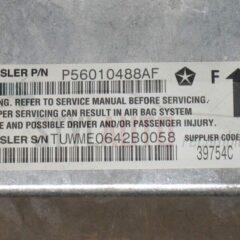 SLER P/N P56010488AF F
NG. REFER TO SERVICE MANUAL BEFORE SERVICING.
PER SERVICING CAN RESULT IN AIR BAG SYSTEM
E AND POSSIBLE DRIVER AND/OR PASSENGER INJURY.
SLER S/N TUWME0642B0058 SUPPLIER CODE
39754C